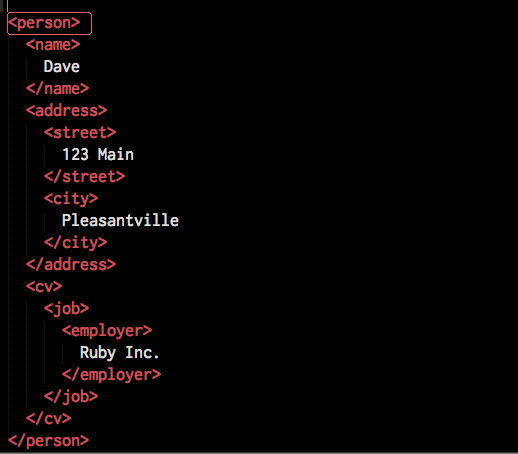 <person>
  <name>
    Dave
  </name>
  <address>
    <street>
      123 Main
    </street>
    <city>
      Pleasantville
    </city>
  </address>
  <cv>
    <job>
      <employer>
        Ruby Inc.
      </employer>
    </job>
  </cv>
</person>